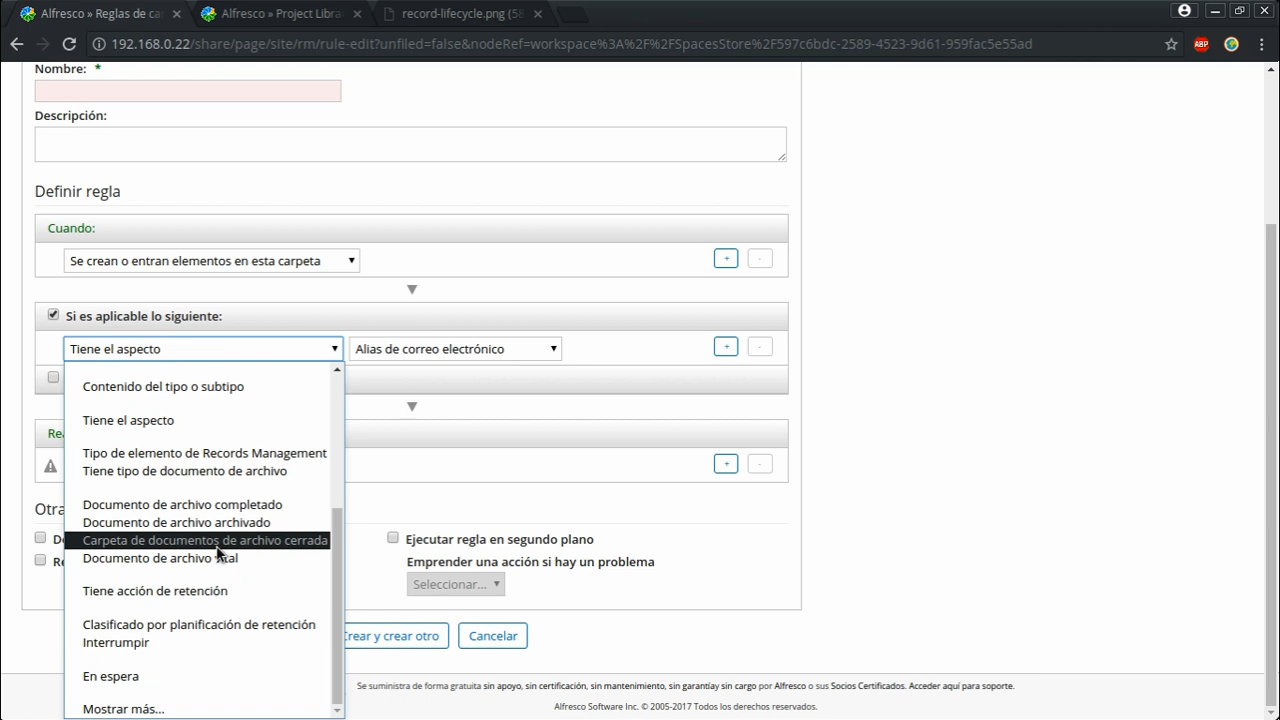 Alfresco » Reglas de ca
Alfresco » Project Libra
record-lifecycle.png (58
192.168.0.22/share/page/site/rm/rule-edit?unfiled=false&nodeRef=workspace%3A%2F%2FSpacesStore%2F597c6bdc-2589-4523-9d61-959fac5e55ad
ABP
Nombre: *
Descripción:
Definir regla
Cuando:
Se crean o entran elementos en esta carpeta
+ -
Si es aplicable lo siguiente:
Tiene el aspecto
Alias de correo electrónico
+ -
Contenido del tipo o subtipo
Tiene el aspecto
Rea
Tipo de elemento de Records Management
Tiene tipo de documento de archivo
+ -
Otra
Documento de archivo completado
Documento de archivo archivado
Carpeta de documentos de archivo cerrada
Documento de archivo vital
Ejecutar regla en segundo plano
Emprender una acción si hay un problema
Seleccionar...
Tiene acción de retención
Clasificado por planificación de retención
Interrumpir
En espera
Mostrar más...
Crear y crear otro
Cancelar
Se suministra de forma gratuita sin apoyo, sin certificación, sin mantenimiento, sin garantíay sin cargo por Alfresco o sus Socios Certificados. Acceder aquí para soporte.
Alfresco Software Inc. © 2005-2017 Todos los derechos reservados.